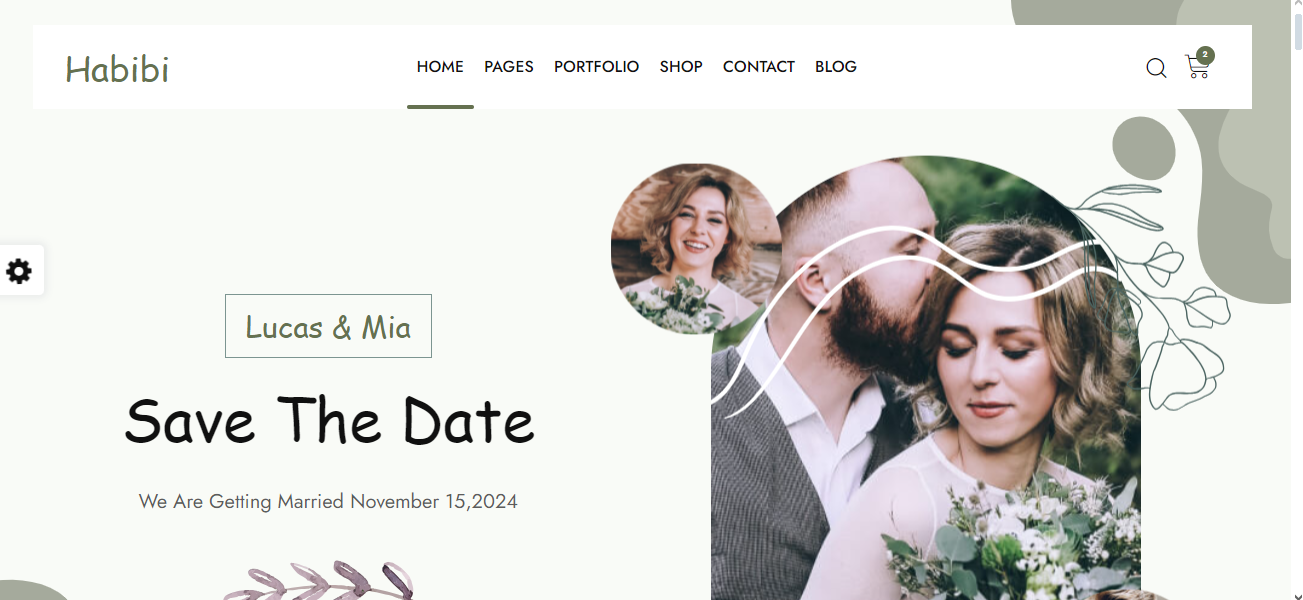 Habibi
HOME PAGES PORTFOLIO SHOP CONTACT BLOG
2
Lucas & Mia
Save The Date
We Are Getting Married November 15,2024